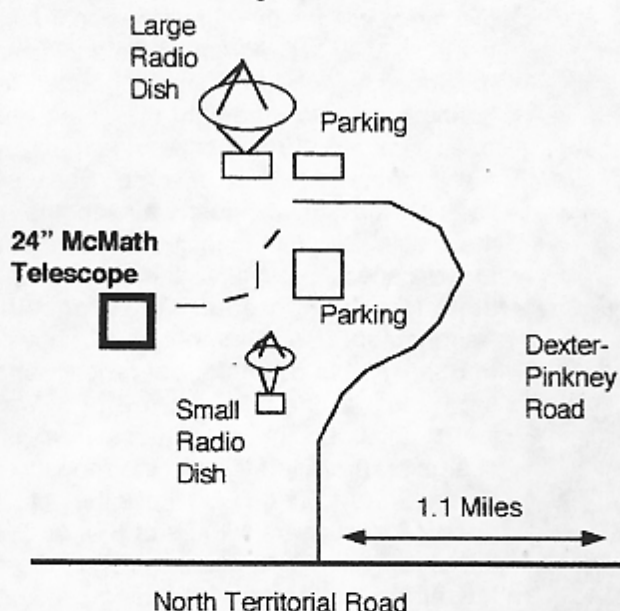 Large
Radio
Dish
Parking
24" McMath
Telescope
Parking
Dexter-
Pinkney
Road
Small
Radio
Dish
1.1 Miles
North Territorial Road